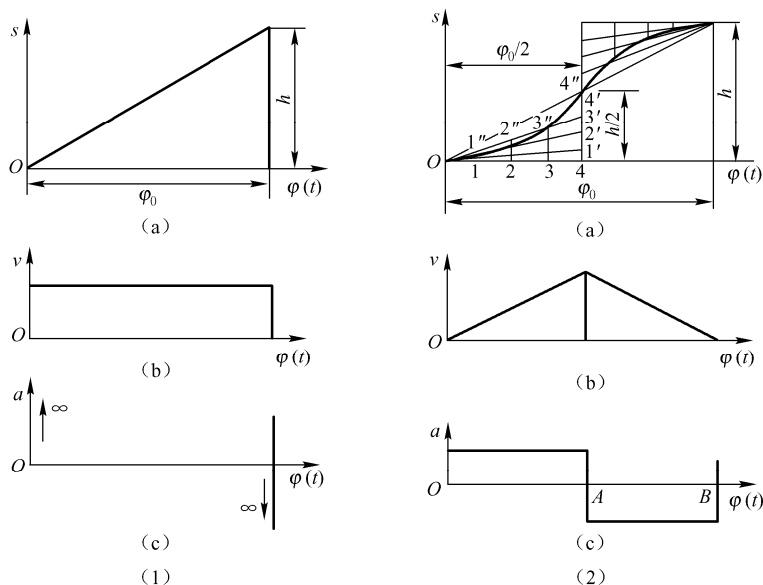 s
h
O
φ₀
φ(t)
(a)
v
O
φ(t)
(b)
a
∞
O
φ(t)
∞
(c)
(1)
s
φ₀/2
4″
4′
3′
2′
1′
1″
2″
3″
h/2
h
O
1
2
3
4
φ(t)
φ₀
(a)
v
O
φ(t)
(b)
a
O
A
B
φ(t)
(c)
(2)